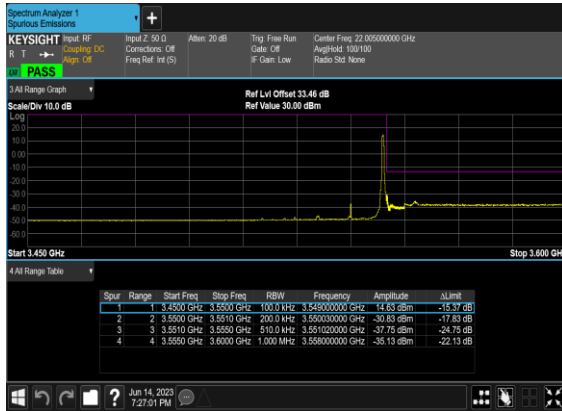 Spectrum Analyzer 1
Spurious Emissions
+
KEYSIGHT Input: RF Input Z: 50 Ω Atten: 20 dB Trig: Free Run Center Freq: 22.005000000 GHz
R T Coupling: DC Corrections: Off Gate: Off Avg|Hold: 100/100
Align: Off Freq Ref: Int (S) IF Gain: Low Radio Std: None
PASS
3 All Range Graph
Ref Lvl Offset 33.46 dB
Scale/Div 10.0 dB Ref Value 30.00 dBm
Log
20.0
10.0
0.00
-10.0
-20.0
-30.0
-40.0
-50.0
-60.0
Start 3.450 GHz Stop 3.600 GH
4 All Range Table
Spur Range Start Freq Stop Freq RBW Frequency Amplitude ΔLimit
1 1 3.4500 GHz 3.5500 GHz 100.0 kHz 3.549000000 GHz 14.63 dBm -15.37 dB
2 2 3.5500 GHz 3.5510 GHz 200.0 kHz 3.550030000 GHz -30.83 dBm -17.83 dB
3 3 3.5510 GHz 3.5550 GHz 510.0 kHz 3.551020000 GHz -37.75 dBm -24.75 dB
4 4 3.5550 GHz 3.6000 GHz 1.000 MHz 3.558000000 GHz -35.13 dBm -22.13 dB
? Jun 14, 2023
7:27:01 PM